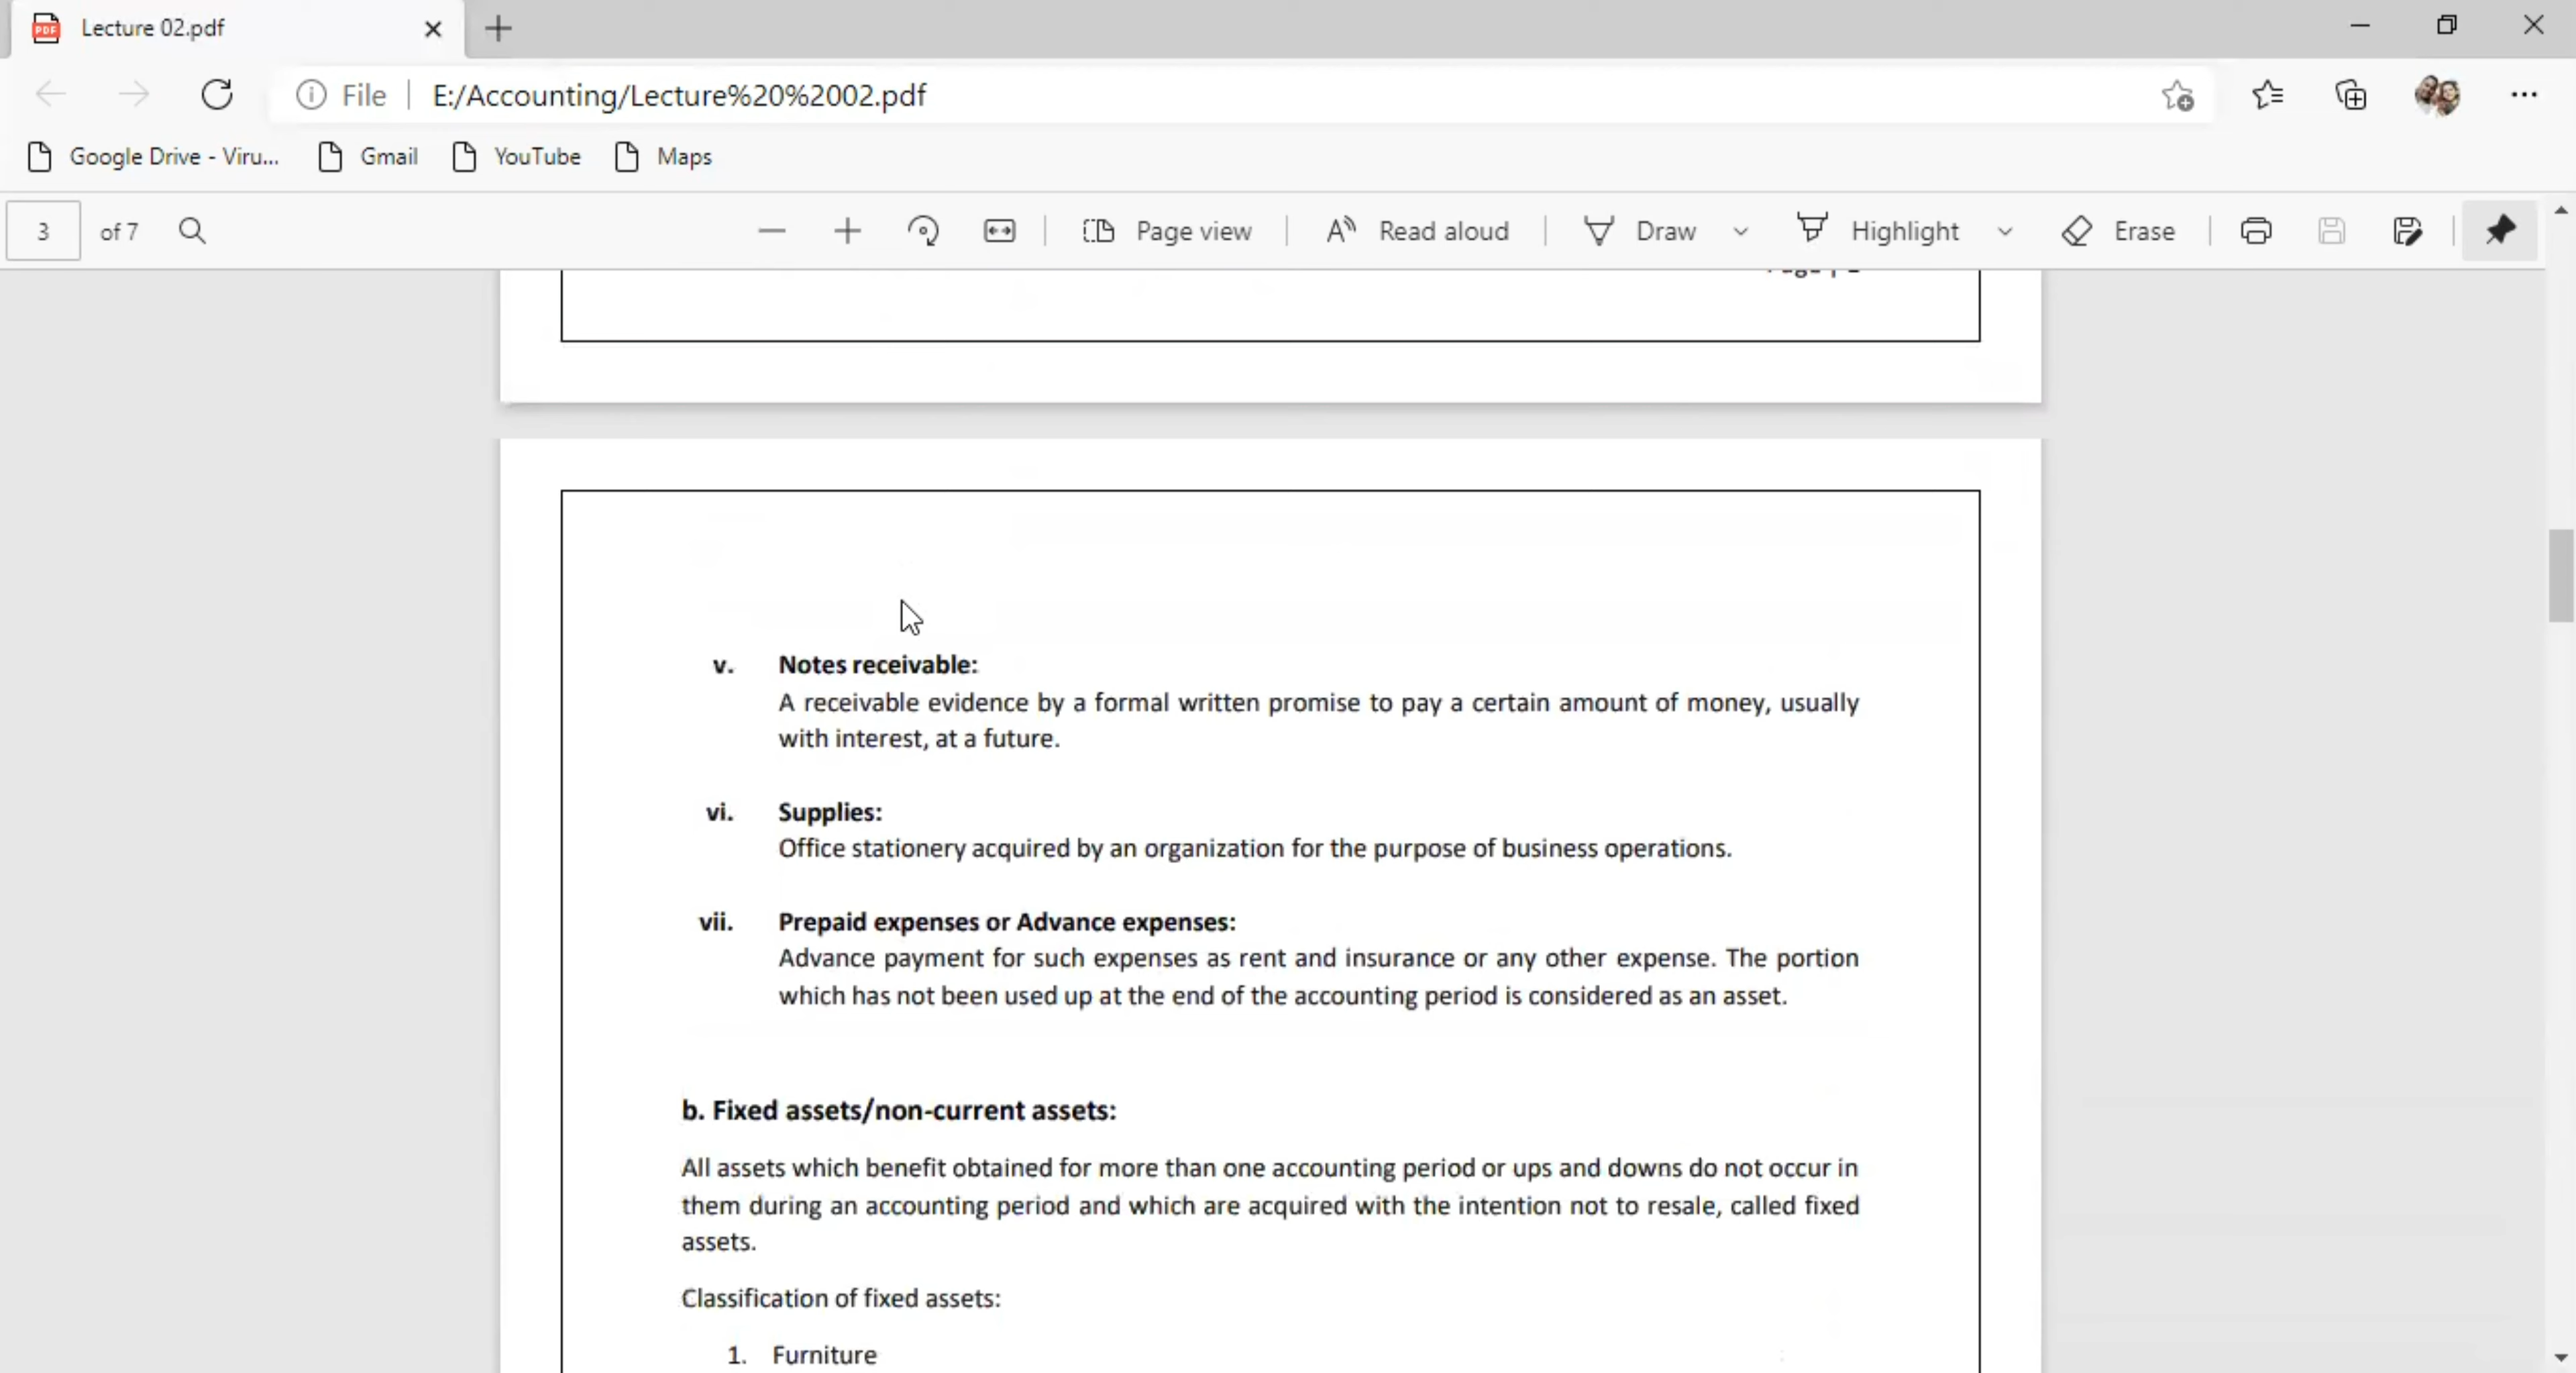 Lecture 02.pdf
File E:/Accounting/Lecture%20%2002.pdf
Google Drive - Viru... Gmail YouTube Maps
3 of 7 Page view Read aloud Draw Highlight Erase
v. Notes receivable:
A receivable evidence by a formal written promise to pay a certain amount of money, usually
with interest, at a future.
vi. Supplies:
Office stationery acquired by an organization for the purpose of business operations.
vii. Prepaid expenses or Advance expenses:
Advance payment for such expenses as rent and insurance or any other expense. The portion
which has not been used up at the end of the accounting period is considered as an asset.
b. Fixed assets/non-current assets:
All assets which benefit obtained for more than one accounting period or ups and downs do not occur in
them during an accounting period and which are acquired with the intention not to resale, called fixed
assets.
Classification of fixed assets:
1. Furniture